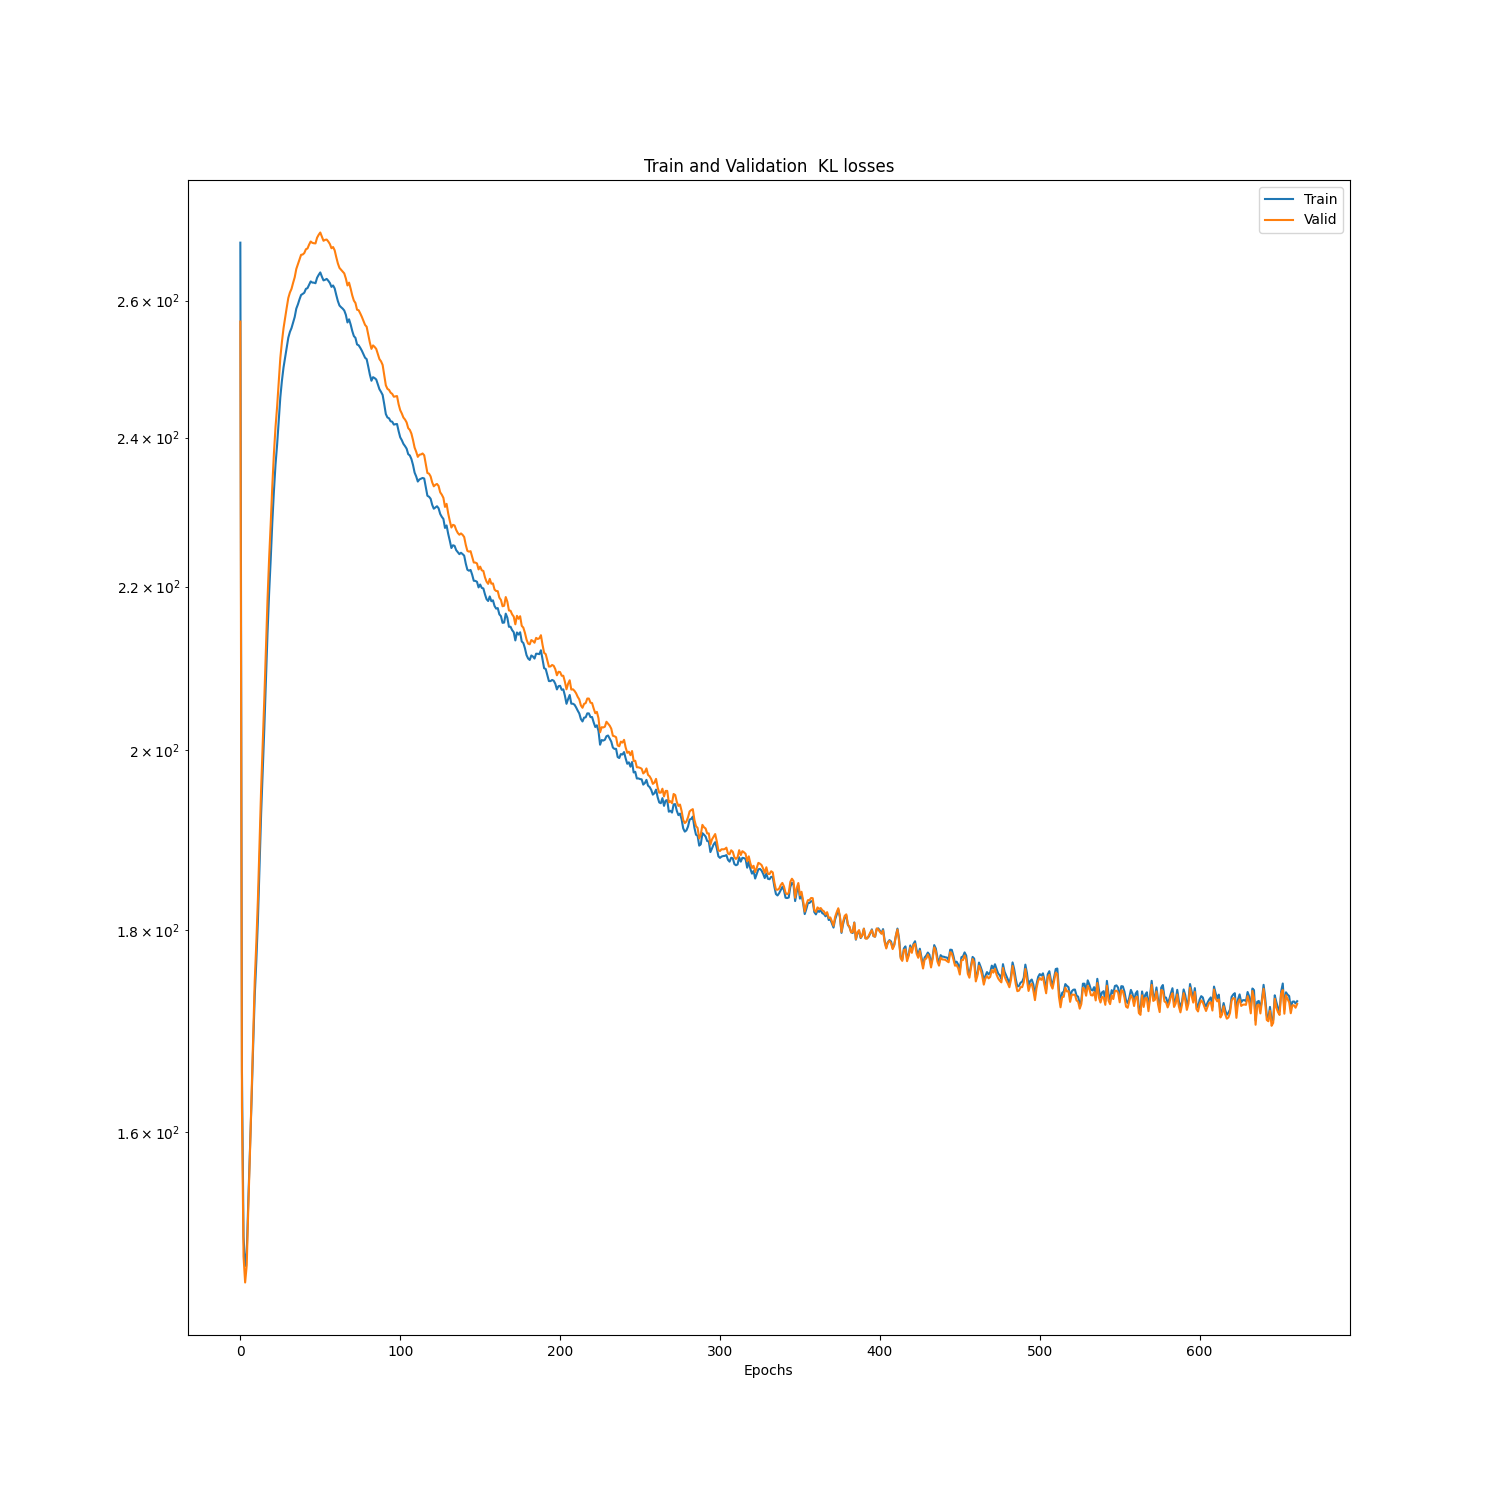 Train and Validation  KL losses
Train
Valid
2.6 × 10²
2.4 × 10²
2.2 × 10²
2 × 10²
1.8 × 10²
1.6 × 10²
0 100 200 300 400 500 600
Epochs